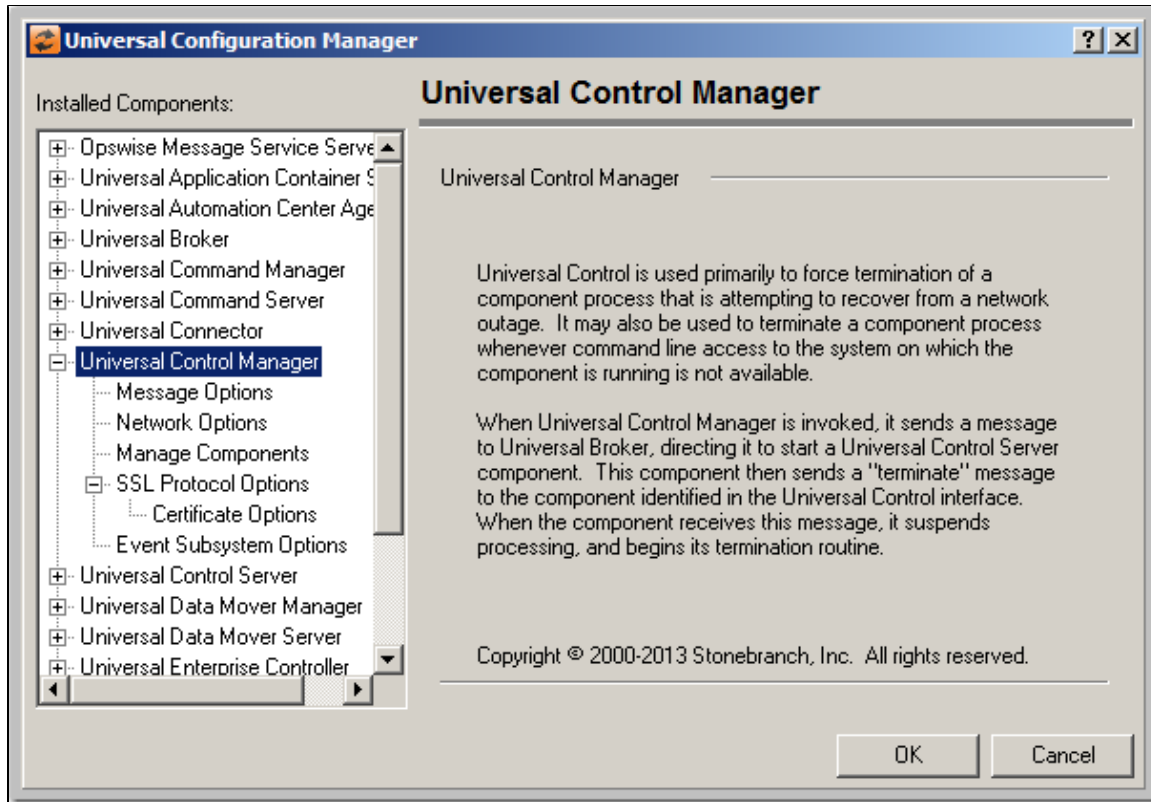 Universal Configuration Manager
Installed Components:
Opswise Message Service Serve
Universal Application Container S
Universal Automation Center Age
Universal Broker
Universal Command Manager
Universal Command Server
Universal Connector
Universal Control Manager
Message Options
Network Options
Manage Components
SSL Protocol Options
Certificate Options
Event Subsystem Options
Universal Control Server
Universal Data Mover Manager
Universal Data Mover Server
Universal Enterprise Controller
Universal Control Manager
Universal Control Manager
Universal Control is used primarily to force termination of a
component process that is attempting to recover from a network
outage. It may also be used to terminate a component process
whenever command line access to the system on which the
component is running is not available.
When Universal Control Manager is invoked, it sends a message
to Universal Broker, directing it to start a Universal Control Server
component. This component then sends a "terminate" message
to the component identified in the Universal Control interface.
When the component receives this message, it suspends
processing, and begins its termination routine.
Copyright © 2000-2013 Stonebranch, Inc. All rights reserved.
OK
Cancel